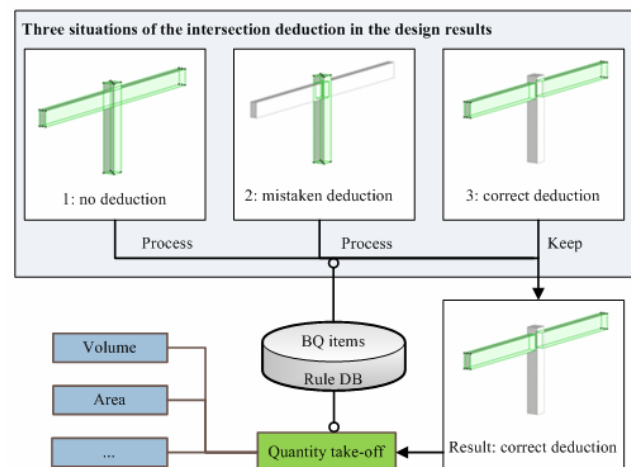 Three situations of the intersection deduction in the design results
1: no deduction
2: mistaken deduction
3: correct deduction
Process
Process
Keep
BQ items
Rule DB
Volume
Area
...
Quantity take-off
Result: correct deduction